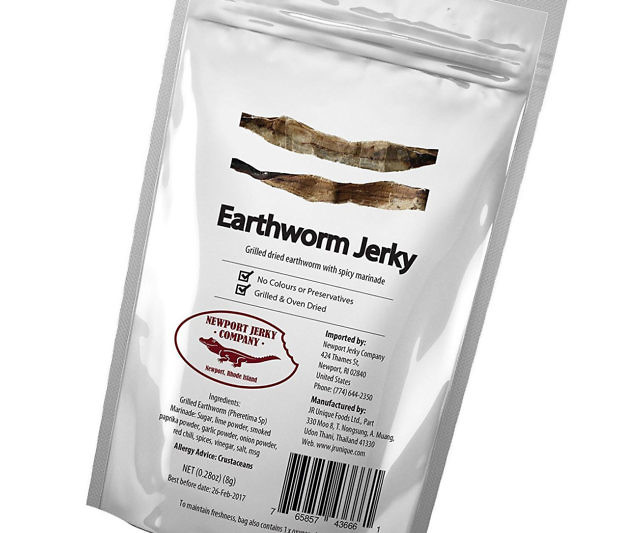 Earthworm Jerky
Grilled dried earthworm with spicy marinade
No Colours or Preservatives
Grilled & Oven Dried
NEWPORT JERKY
• COMPANY •
Newport, Rhode Island
Imported by:
Newport Jerky Company
424 Thames St,
Newport, RI 02840
United States
Phone: (774) 644-2350
Manufactured by:
JR Unique Foods Ltd., Part
330 Moo 8, T. Nongsung, A. Muang,
Udon Thani, Thailand 41330
Web. www.jrunique.com
Ingredients:
Grilled Earthworm (Pheretima Sp)
Marinade: Sugar, lime powder, smoked
paprika powder, garlic powder, onion powder,
red chili, spices, vinegar, salt, msg
Allergy Advice: Crustaceans
NET (0.28oz) (8g)
Best before date: 26-Feb-2017
To maintain freshness, bag also contains 1 x
7 65857 43666 1